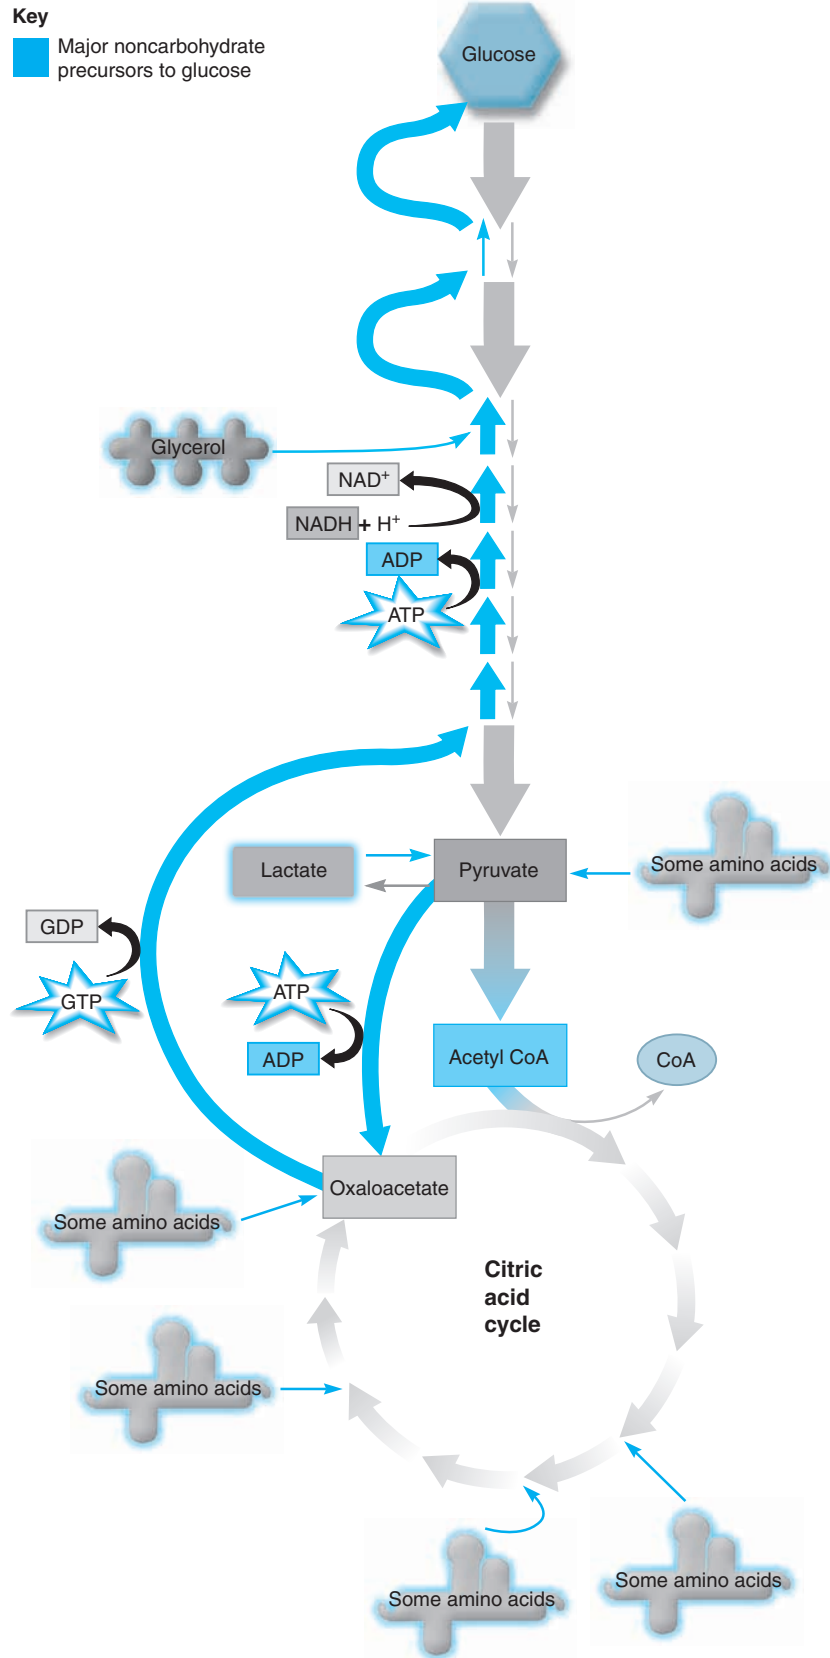 Key
Major noncarbohydrate
precursors to glucose
Glucose
Glycerol
NAD+
NADH + H+
ADP
ATP
Lactate
Pyruvate
Some amino acids
GDP
GTP
ATP
ADP
Acetyl CoA
CoA
Oxaloacetate
Some amino acids
Citric
acid
cycle
Some amino acids
Some amino acids
Some amino acids